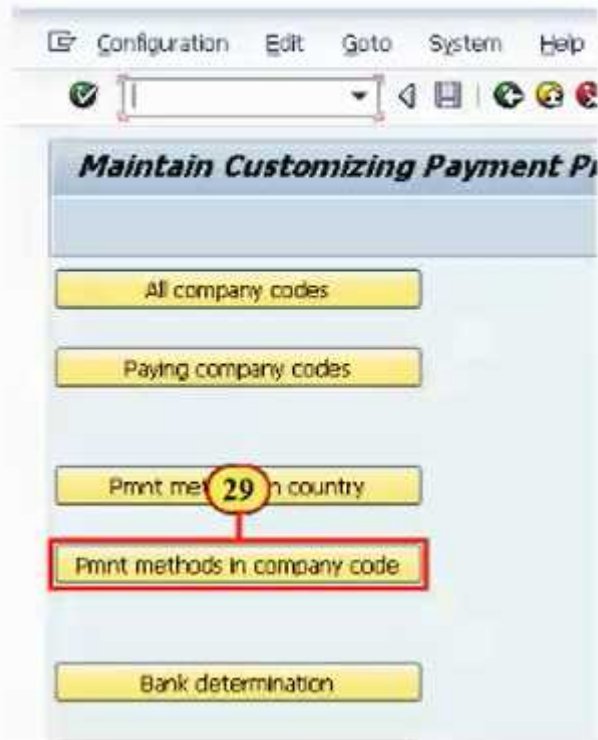 Configuration Edit Goto System Help
Maintain Customizing Payment Pr
All company codes
Paying company codes
Pmnt me 29 n country
Pmnt methods in company code
Bank determination